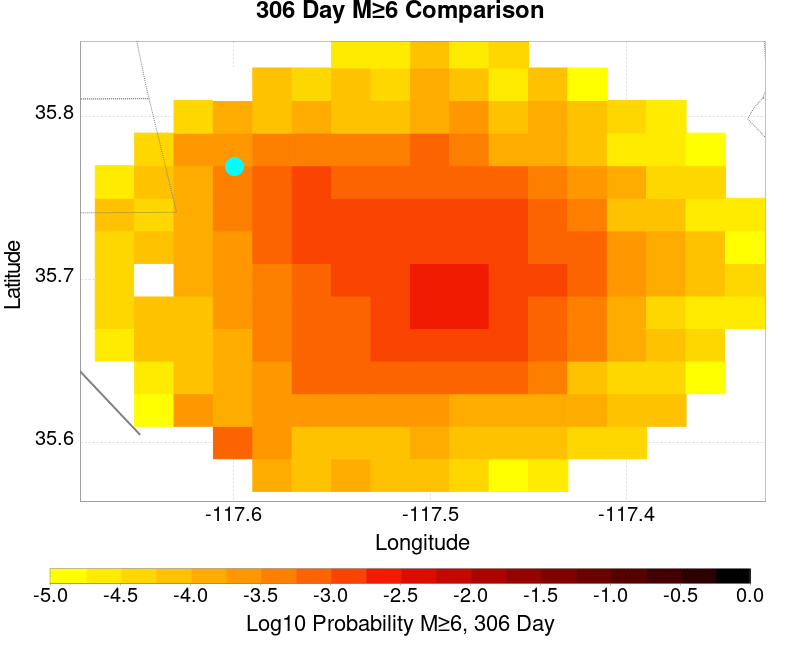 306 Day M≥6 Comparison
35.8
35.7
35.6
Latitude
-117.6 -117.5 -117.4
Longitude
-5.0 -4.5 -4.0 -3.5 -3.0 -2.5 -2.0 -1.5 -1.0 -0.5 0.0
Log10 Probability M≥6, 306 Day